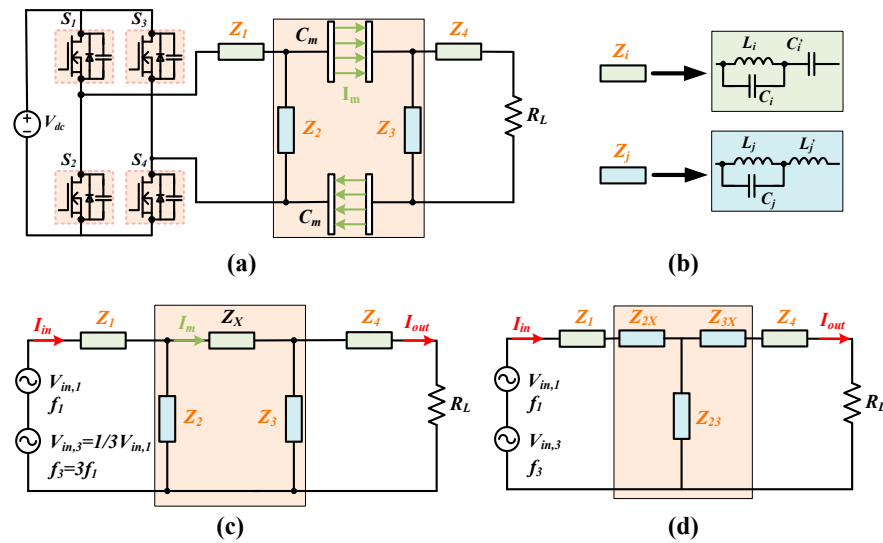 S1 S3
Z1 Cm Z4
Im
Vdc Z2 Z3 RL
S2 S4
Cm
(a)
Zi Li Ci'
Ci
Zj Lj Lj'
Cj
(b)
Iin Z1 Im ZX Z4 Iout
Vin,1
f1
Vin,3=1/3Vin,1
f3=3f1
Z2 Z3 RL
(c)
Iin Z1 Z2X Z3X Z4 Iout
Vin,1
f1
Vin,3
f3
Z23 RL
(d)